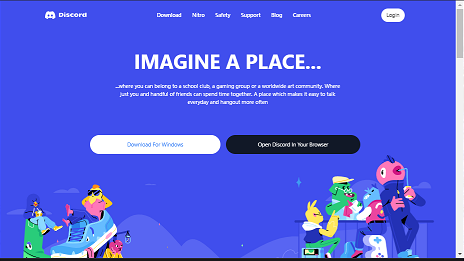 Discord
Download Nitro Safety Support Blog Careers
Login
IMAGINE A PLACE...
...where you can belong to a school club, a gaming group or a worldwide art community. Where
just you and handful of friends can spend time together. A place which makes it easy to talk
everyday and hangout more often
Download For Windows
Open Discord In Your Browser